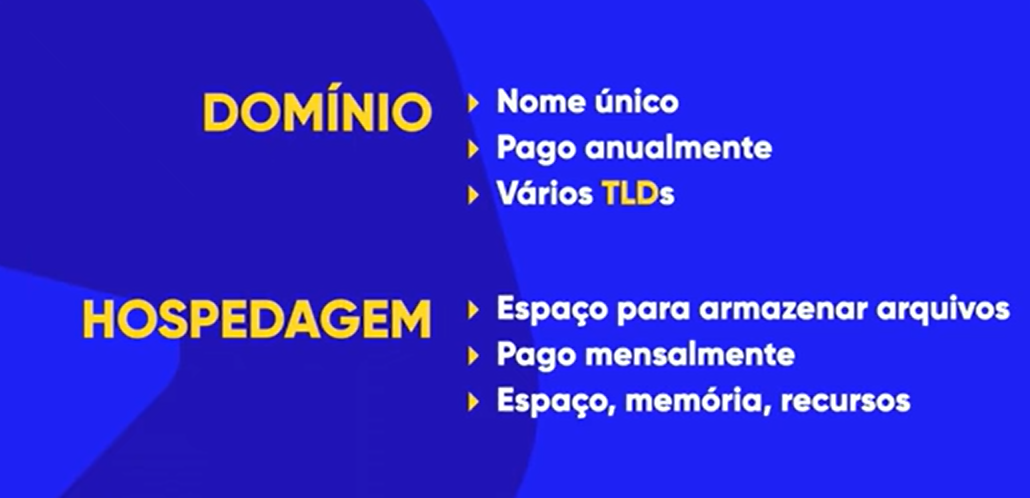 DOMÍNIO
Nome único
Pago anualmente
Vários TLDs
HOSPEDAGEM
Espaço para armazenar arquivos
Pago mensalmente
Espaço, memória, recursos